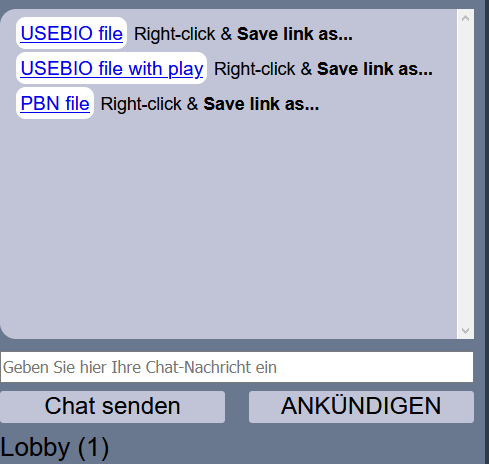 USEBIO file Right-click & Save link as...
USEBIO file with play Right-click & Save link as...
PBN file Right-click & Save link as...
Geben Sie hier Ihre Chat-Nachricht ein
Chat senden ANKÜNDIGEN
Lobby (1)